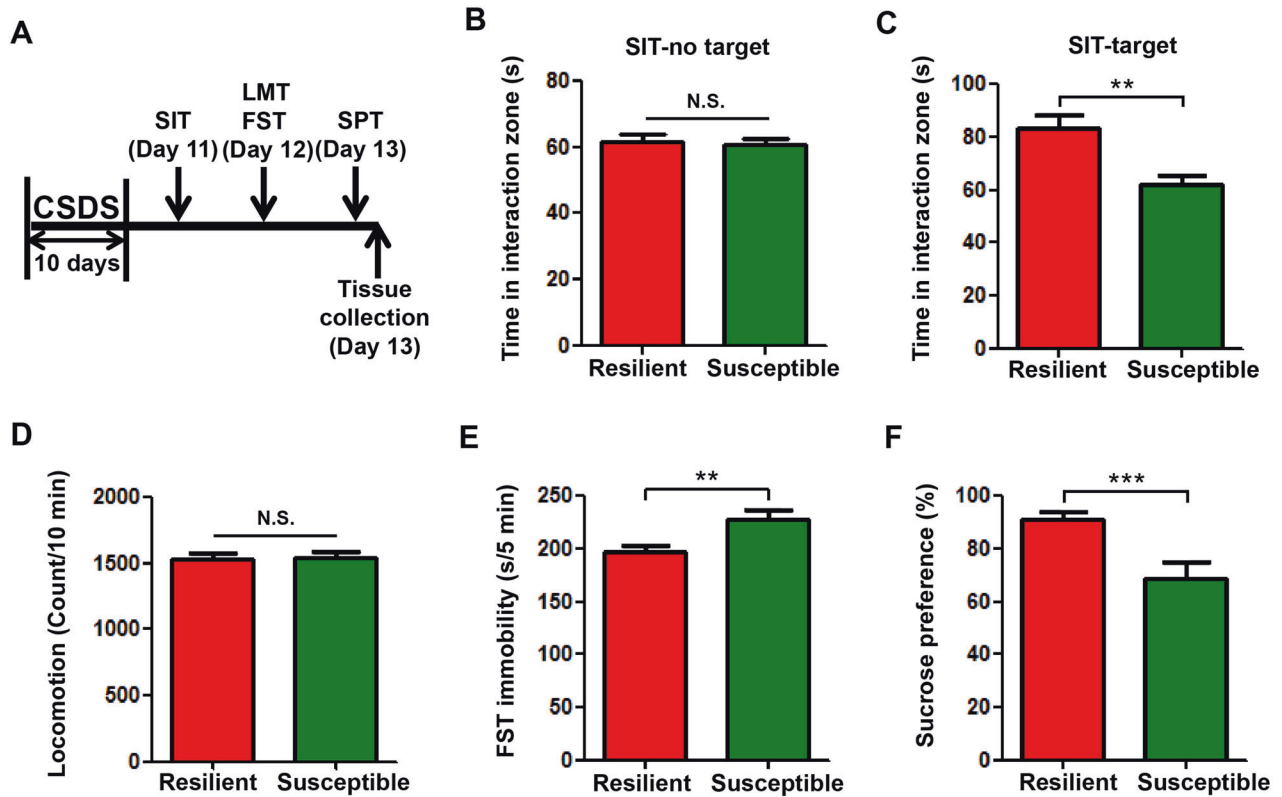 A
SIT
(Day 11)
LMT
FST
(Day 12)
SPT
(Day 13)
CSDS
10 days
Tissue
collection
(Day 13)
B
SIT-no target
Time in interaction zone (s)
80
60
40
20
0
N.S.
Resilient Susceptible
C
SIT-target
Time in interaction zone (s)
100
80
60
40
20
0
**
Resilient Susceptible
D
Locomotion (Count/10 min)
2000
1500
1000
500
0
N.S.
Resilient Susceptible
E
FST immobility (s/5 min)
250
200
150
100
50
0
**
Resilient Susceptible
F
Sucrose preference (%)
100
80
60
40
20
0
***
Resilient Susceptible